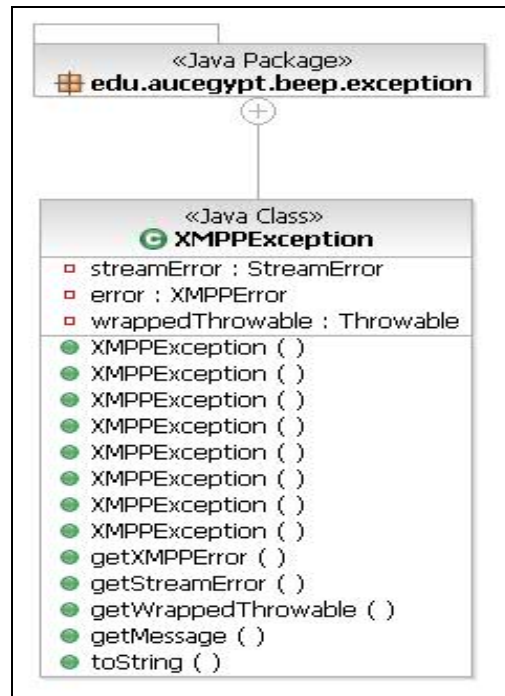 «Java Package»
edu.aucegypt.beep.exception
«Java Class»
XMPPException
streamError : StreamError
error : XMPPError
wrappedThrowable : Throwable
XMPPException ( )
XMPPException ( )
XMPPException ( )
XMPPException ( )
XMPPException ( )
XMPPException ( )
XMPPException ( )
getXMPPError ( )
getStreamError ( )
getWrappedThrowable ( )
getMessage ( )
toString ( )